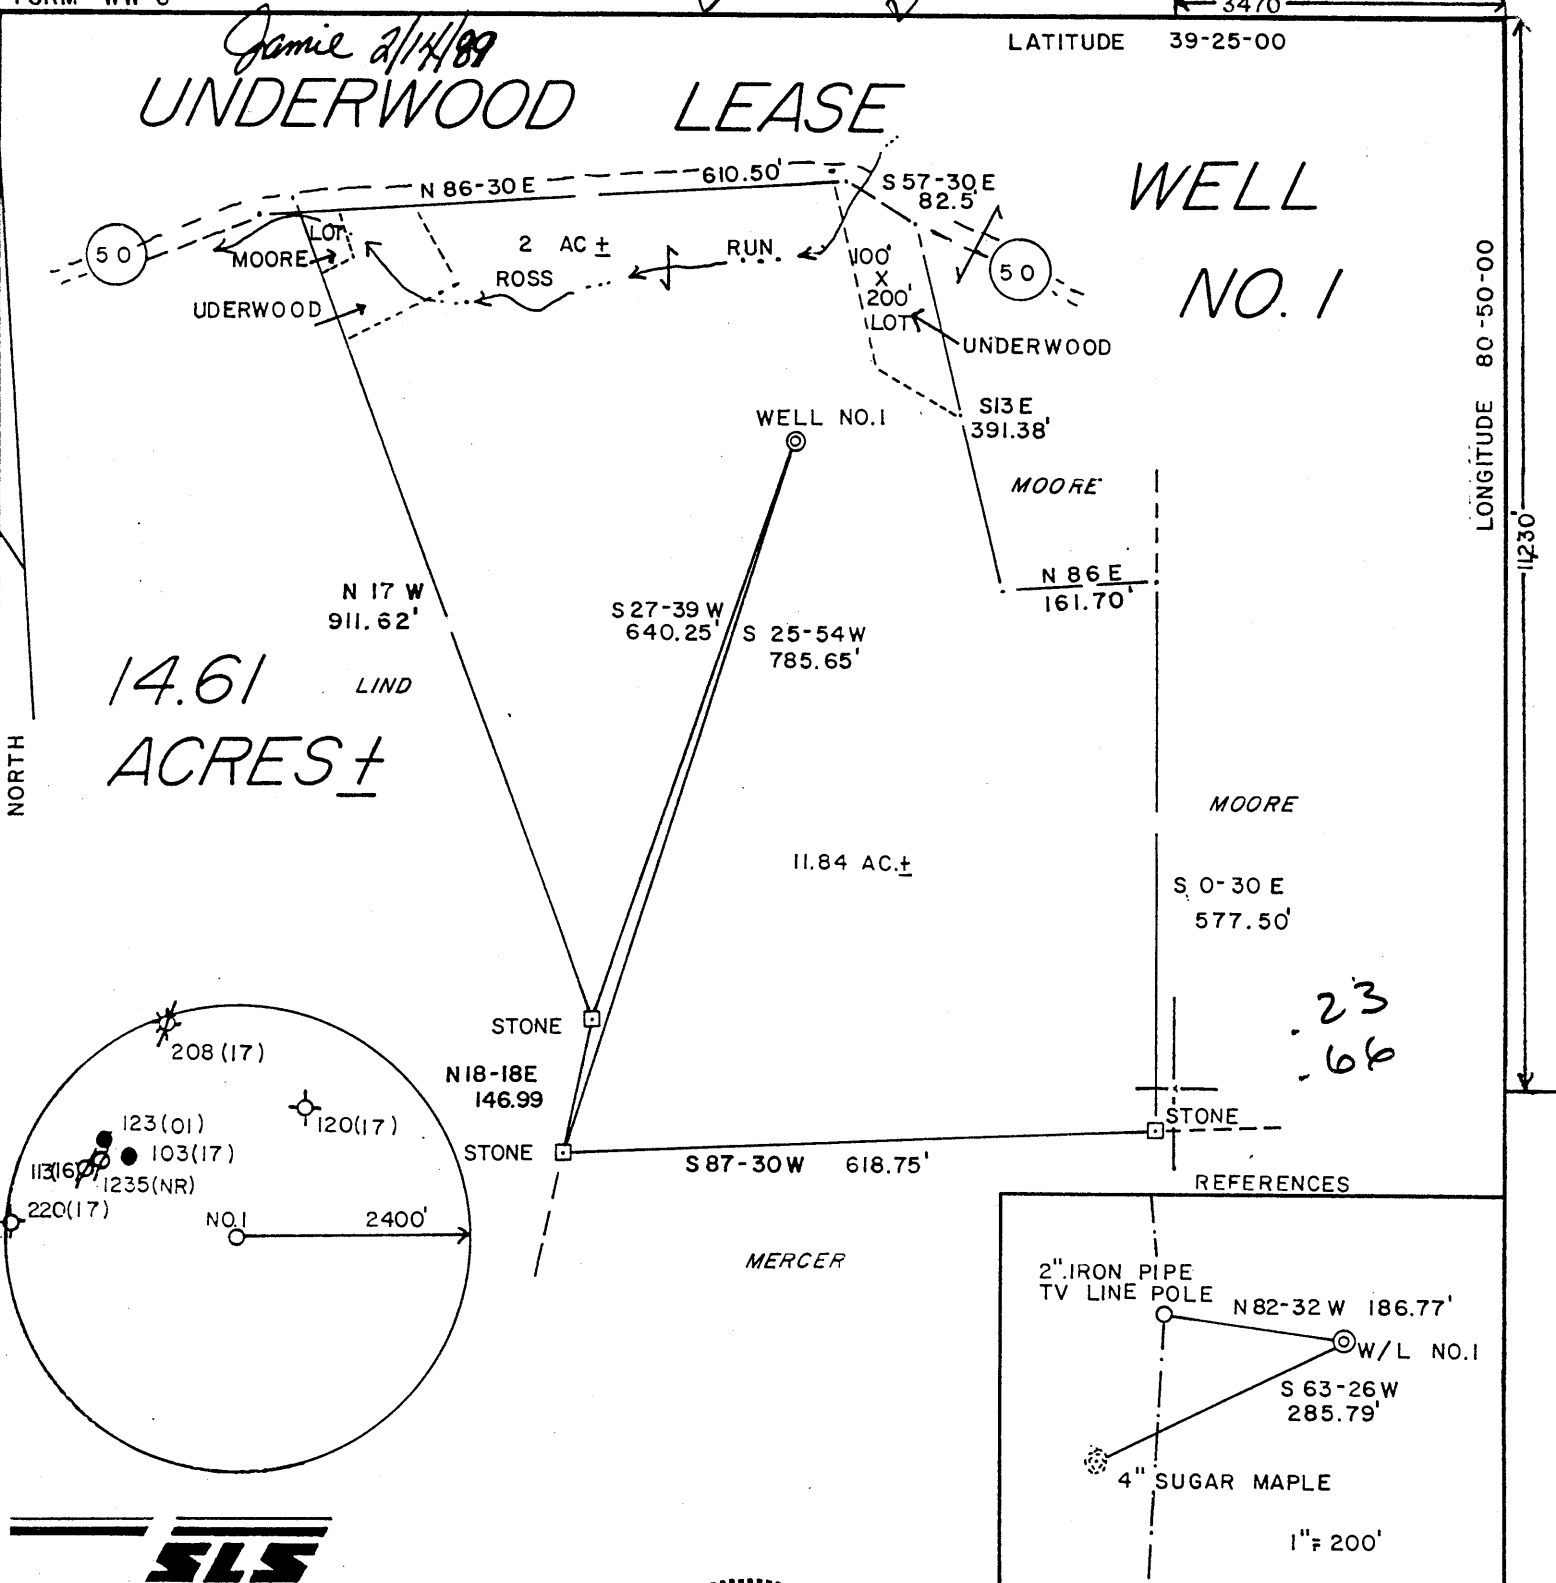 3470
LATITUDE 39-25-00
Jamie 2/14/89
UNDERWOOD LEASE
WELL
NO. 1
N 86-30 E 610.50'
S 57-30 E
82.5'
50
LOT
MOORE
2 AC ±
ROSS
RUN
100'
X
200'
LOT
50
UDERWOOD
UNDERWOOD
LONGITUDE 80-50-00
11,230'
WELL NO.1
S13 E
391.38'
MOORE
N 86 E
161.70'
N 17 W
911.62'
S 27-39 W
640.25'
S 25-54 W
785.65'
14.61
ACRES ±
LIND
NORTH
MOORE
11.84 AC.±
S 0-30 E
577.50'
.23
.66
STONE
N18-18E
146.99
STONE
STONE
S 87-30 W 618.75'
208 (17)
120(17)
123(01)
103(17)
113(16)
1235(NR)
220(17)
NO.1
2400'
MERCER
REFERENCES
2" IRON PIPE
TV LINE POLE
N 82-32 W 186.77'
W/L NO.1
S 63-26 W
285.79'
4" SUGAR MAPLE
1" = 200'
SLS